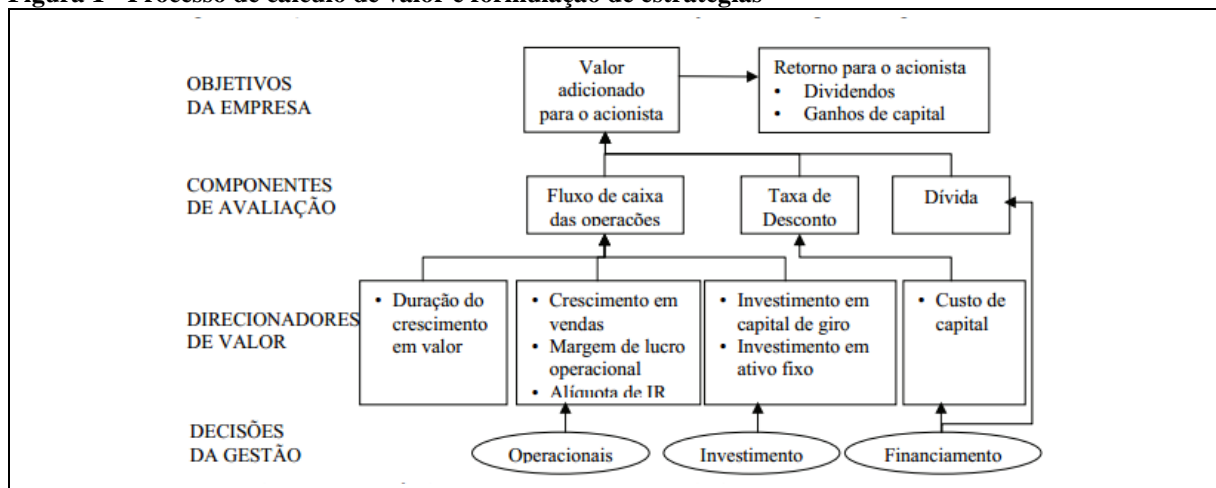 Figura 1 - Processo de cálculo de valor e formulação de estratégias
OBJETIVOS
DA EMPRESA
Valor
adicionado
para o acionista
Retorno para o acionista
• Dividendos
• Ganhos de capital
COMPONENTES
DE AVALIAÇÃO
Fluxo de caixa
das operações
Taxa de
Desconto
Dívida
DIRECIONADORES
DE VALOR
• Duração do
crescimento
em valor
• Crescimento em
vendas
• Margem de lucro
operacional
• Alíquota de IR
• Investimento em
capital de giro
• Investimento em
ativo fixo
• Custo de
capital
DECISÕES
DA GESTÃO
Operacionais
Investimento
Financiamento